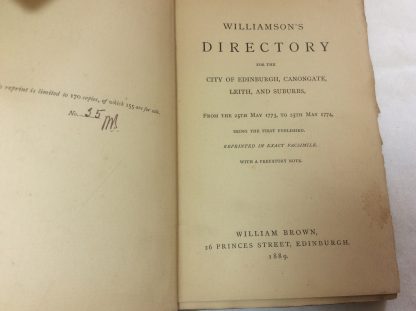 reprint is limited to 170 copies, of which 155 are for sale.
No. 25
WILLIAMSON'S
DIRECTORY
FOR THE
CITY OF EDINBURGH, CANONGATE,
LEITH, AND SUBURBS,
FROM THE 25TH MAY 1773, TO 25TH MAY 1774,
BEING THE FIRST PUBLISHED.
REPRINTED IN EXACT FACSIMILE.
WITH A PREFATORY NOTE.
WILLIAM BROWN,
26 PRINCES STREET, EDINBURGH.
1889.